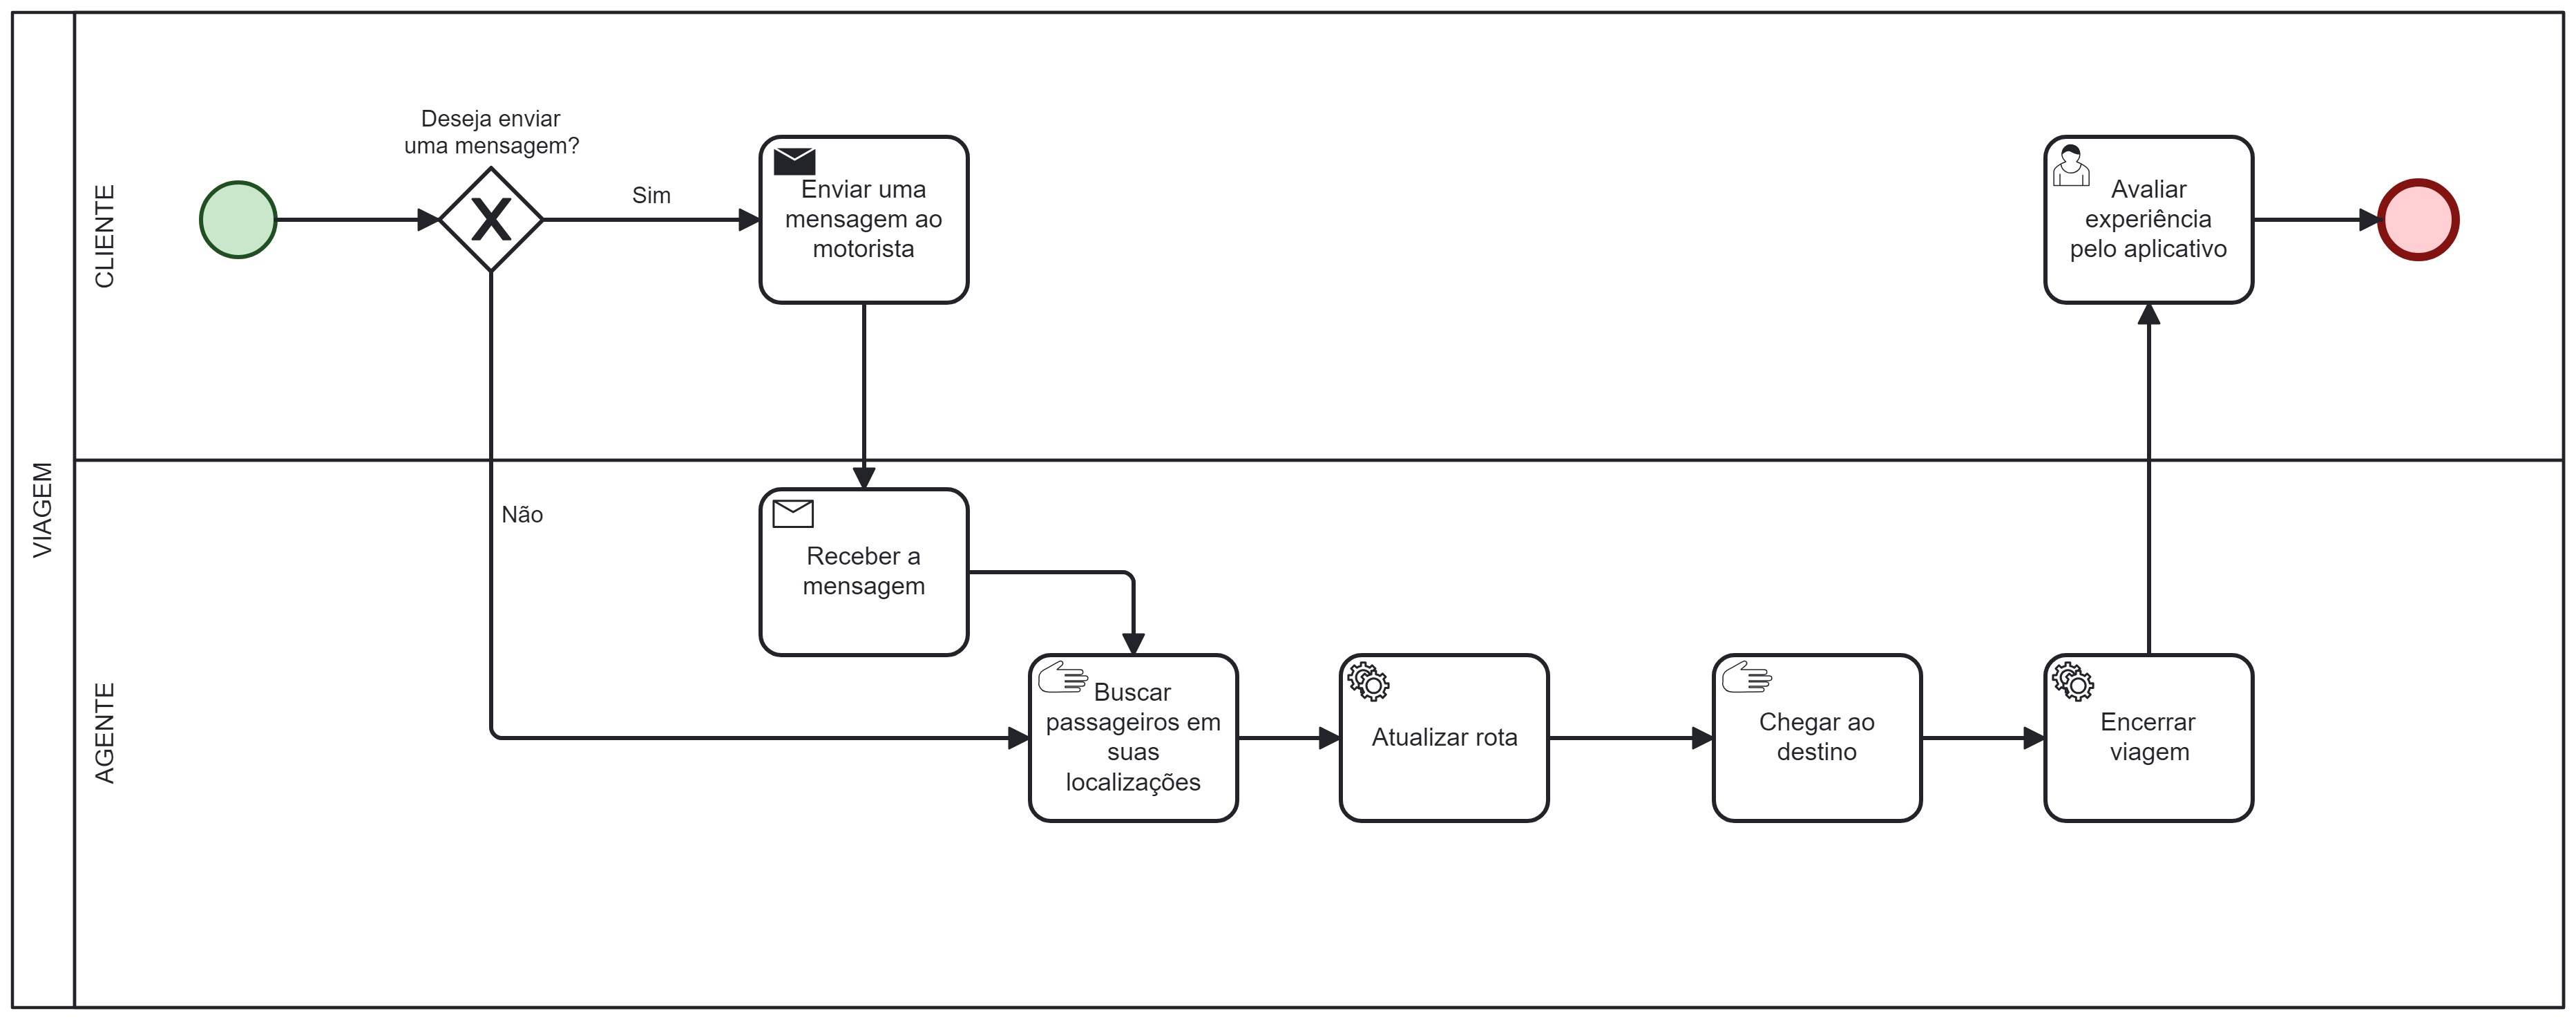 VIAGEM
CLIENTE
Deseja enviar
uma mensagem?
Sim
Enviar uma
mensagem ao
motorista
Avaliar
experiência
pelo aplicativo
AGENTE
Não
Receber a
mensagem
Buscar
passageiros em
suas
localizações
Atualizar rota
Chegar ao
destino
Encerrar
viagem